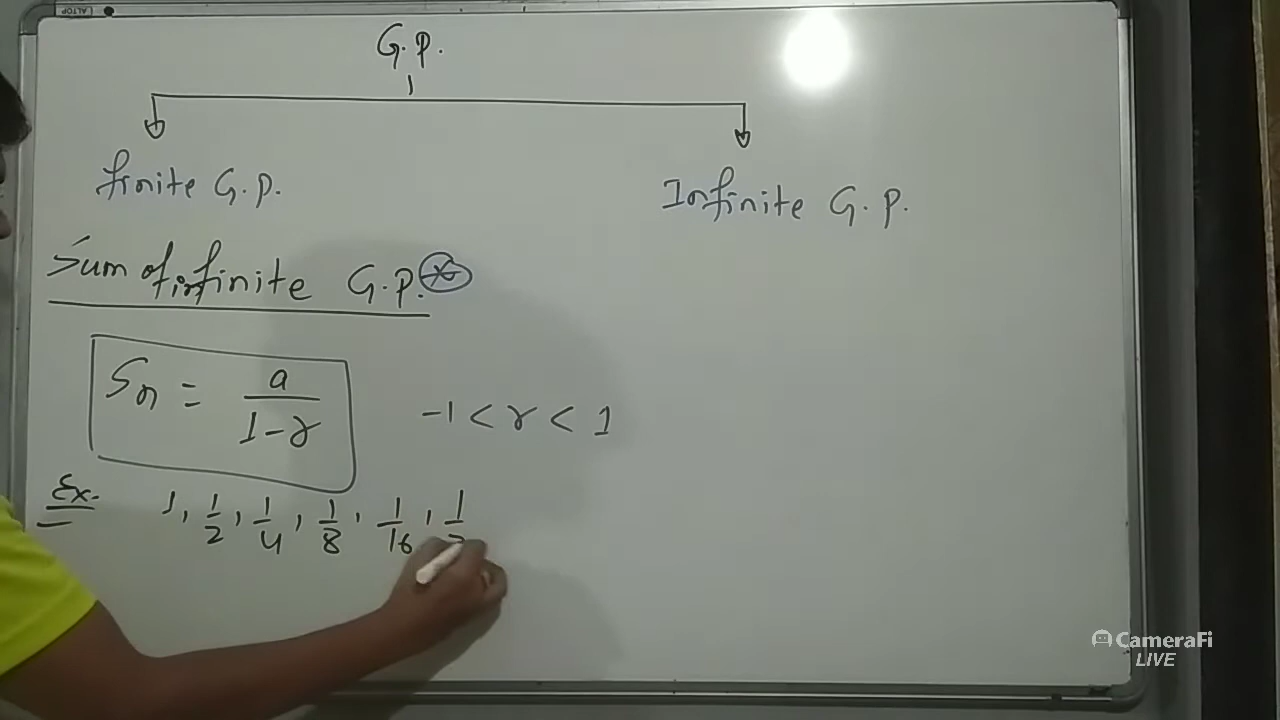 G.P.
finite G.P.
Infinite G.P.
Sum of infinite G.P.
Sn = a/1-r
-1 < r < 1
Ex. 1, 1/2, 1/4, 1/8, 1/16, 1/
CameraFi
LIVE